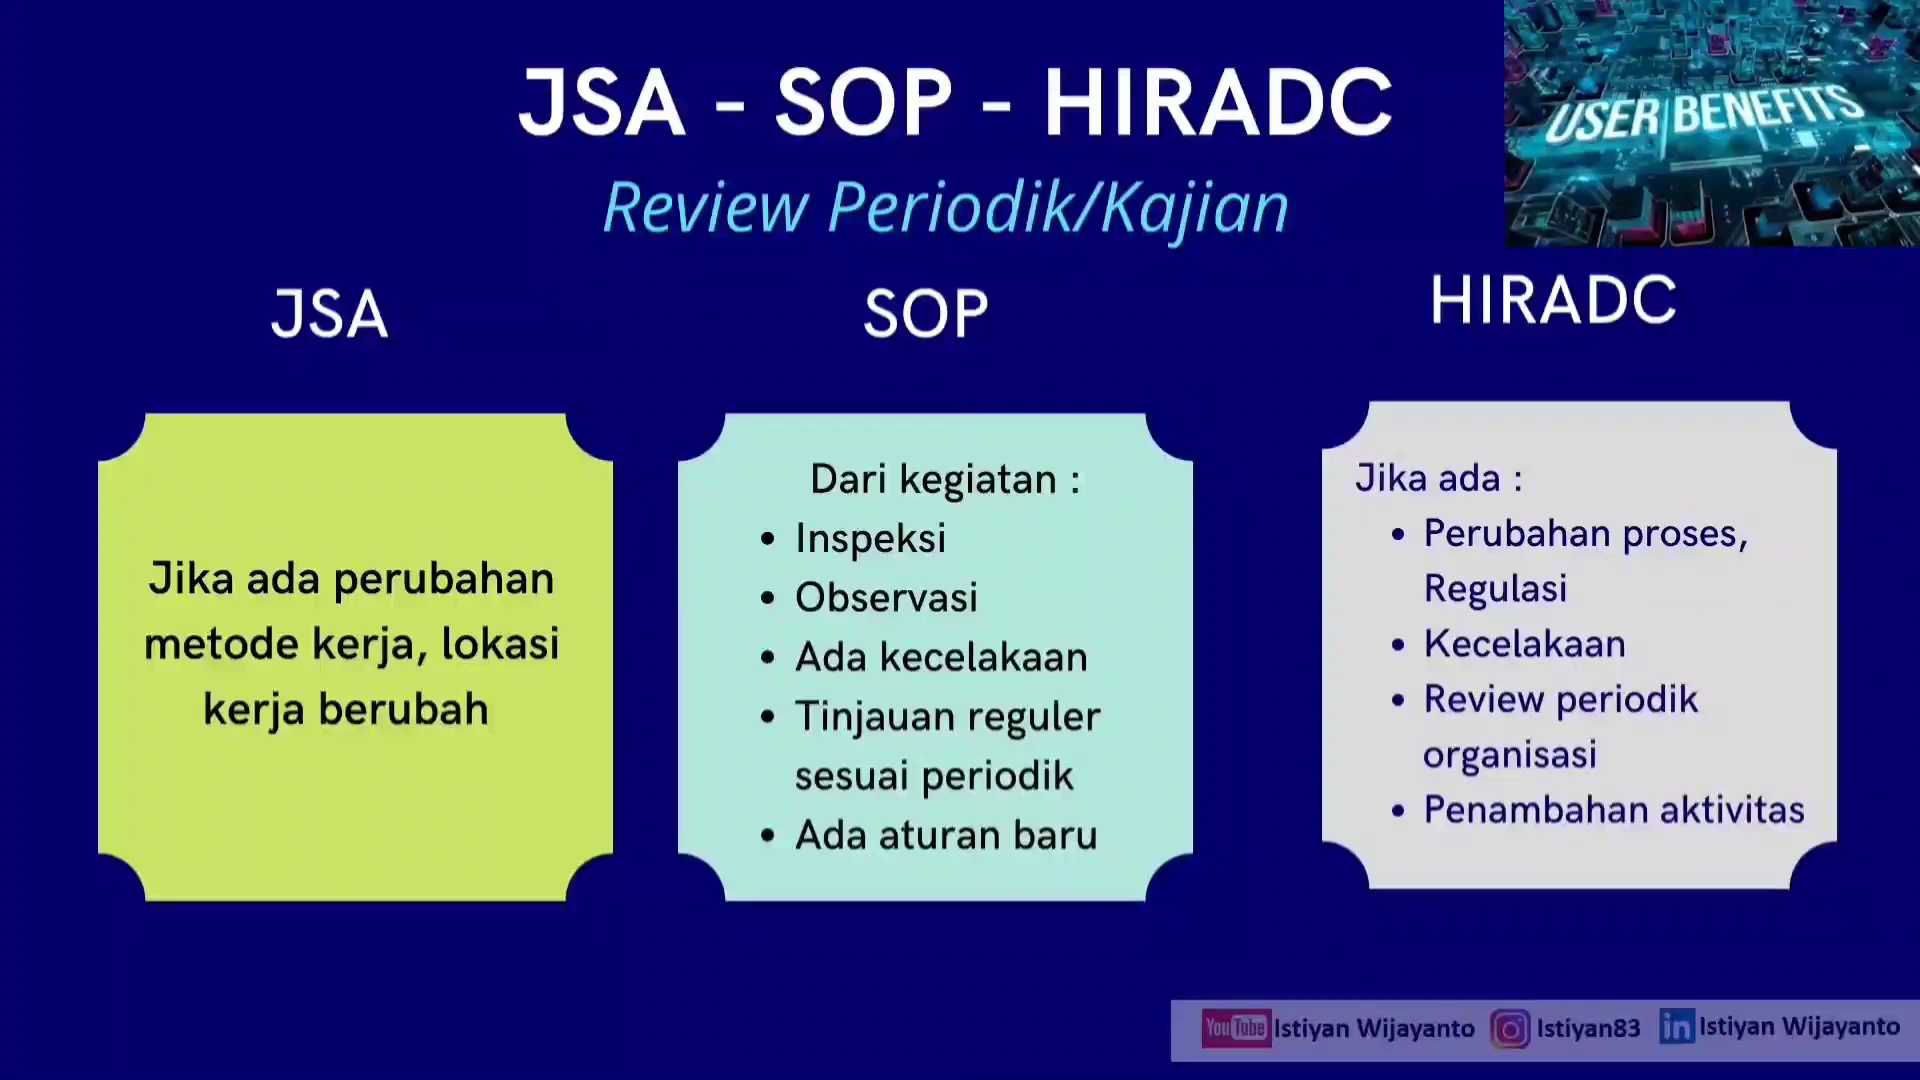 JSA - SOP - HIRADC
Review Periodik/Kajian
USER BENEFITS
JSA
Jika ada perubahan
metode kerja, lokasi
kerja berubah
SOP
Dari kegiatan :
• Inspeksi
• Observasi
• Ada kecelakaan
• Tinjauan reguler
sesuai periodik
• Ada aturan baru
HIRADC
Jika ada :
• Perubahan proses,
Regulasi
• Kecelakaan
• Review periodik
organisasi
• Penambahan aktivitas
YouTube Istiyan Wijayanto Istiyan83 in Istiyan Wijayanto